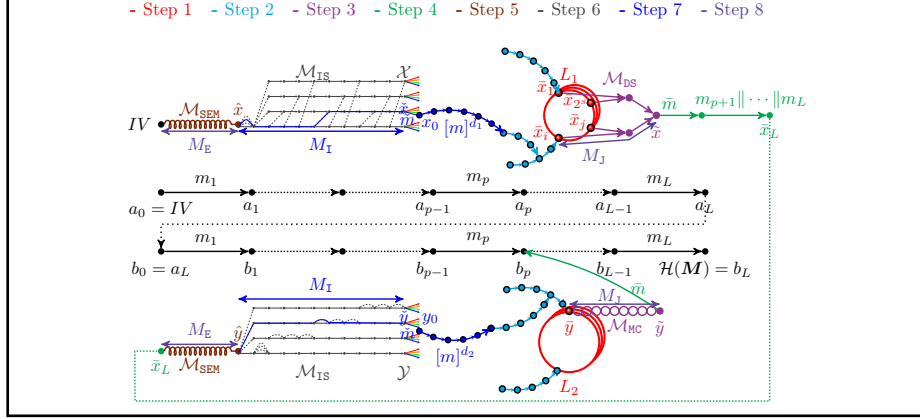 - Step 1 - Step 2 - Step 3 - Step 4 - Step 5 - Step 6 - Step 7 - Step 8
M_IS X L_1 M_DS
x̄_1 x_{2^s} m̄ m_{p+1}‖···‖m_L
M_SEM x̂ x̌
IV m̌ x_0 [m]^{d_1} x̄_i x̄_j x̄ x̄_L
M_E M_I M_J
m_1 m_p m_L
a_0 = IV a_1 a_{p-1} a_p a_{L-1} a_L
m_1 m_p m_L
b_0 = a_L b_1 b_{p-1} b_p b_{L-1} H(M) = b_L
M_I m̄
M_E ŷ y̌ y_0 M_J
m̌ ȳ M_MC ỹ
x̄_L M_SEM M_IS Y [m]^{d_2}
L_2